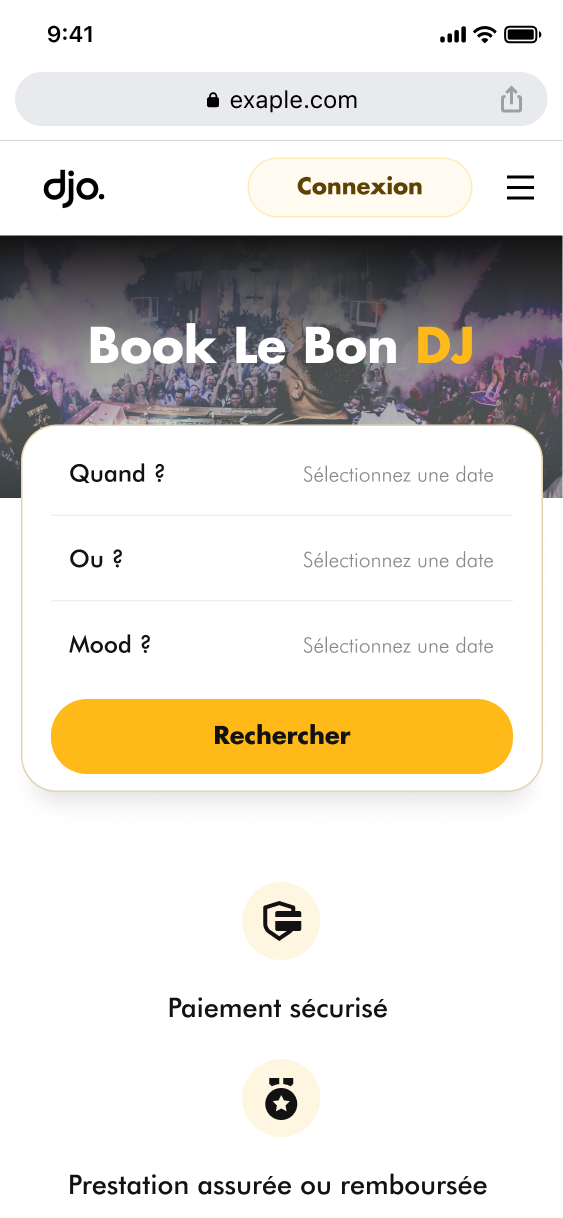 9:41
exaple.com
djo.
Connexion
Book Le Bon DJ
Quand ?
Sélectionnez une date
Ou ?
Sélectionnez une date
Mood ?
Sélectionnez une date
Rechercher
Paiement sécurisé
Prestation assurée ou remboursée